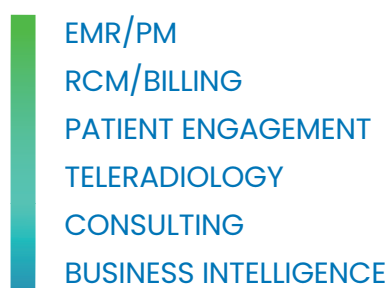 EMR/PM
RCM/BILLING
PATIENT ENGAGEMENT
TELERADIOLOGY
CONSULTING
BUSINESS INTELLIGENCE